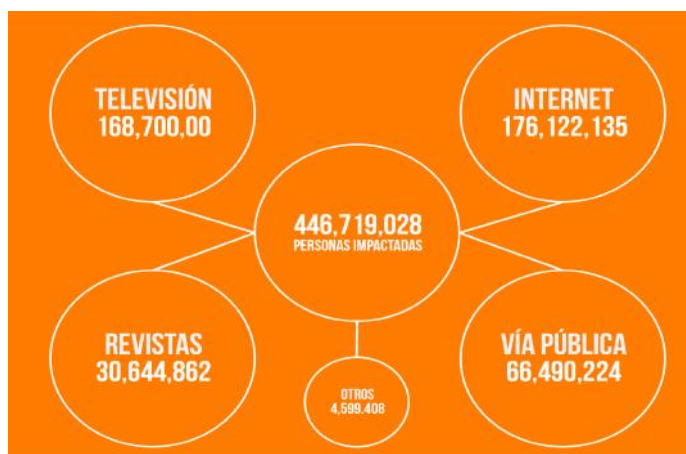 TELEVISIÓN
168,700,00
INTERNET
176,122,135
446,719,028
PERSONAS IMPACTADAS
REVISTAS
30,644,862
VÍA PÚBLICA
66,490,224
OTROS
4,599,408